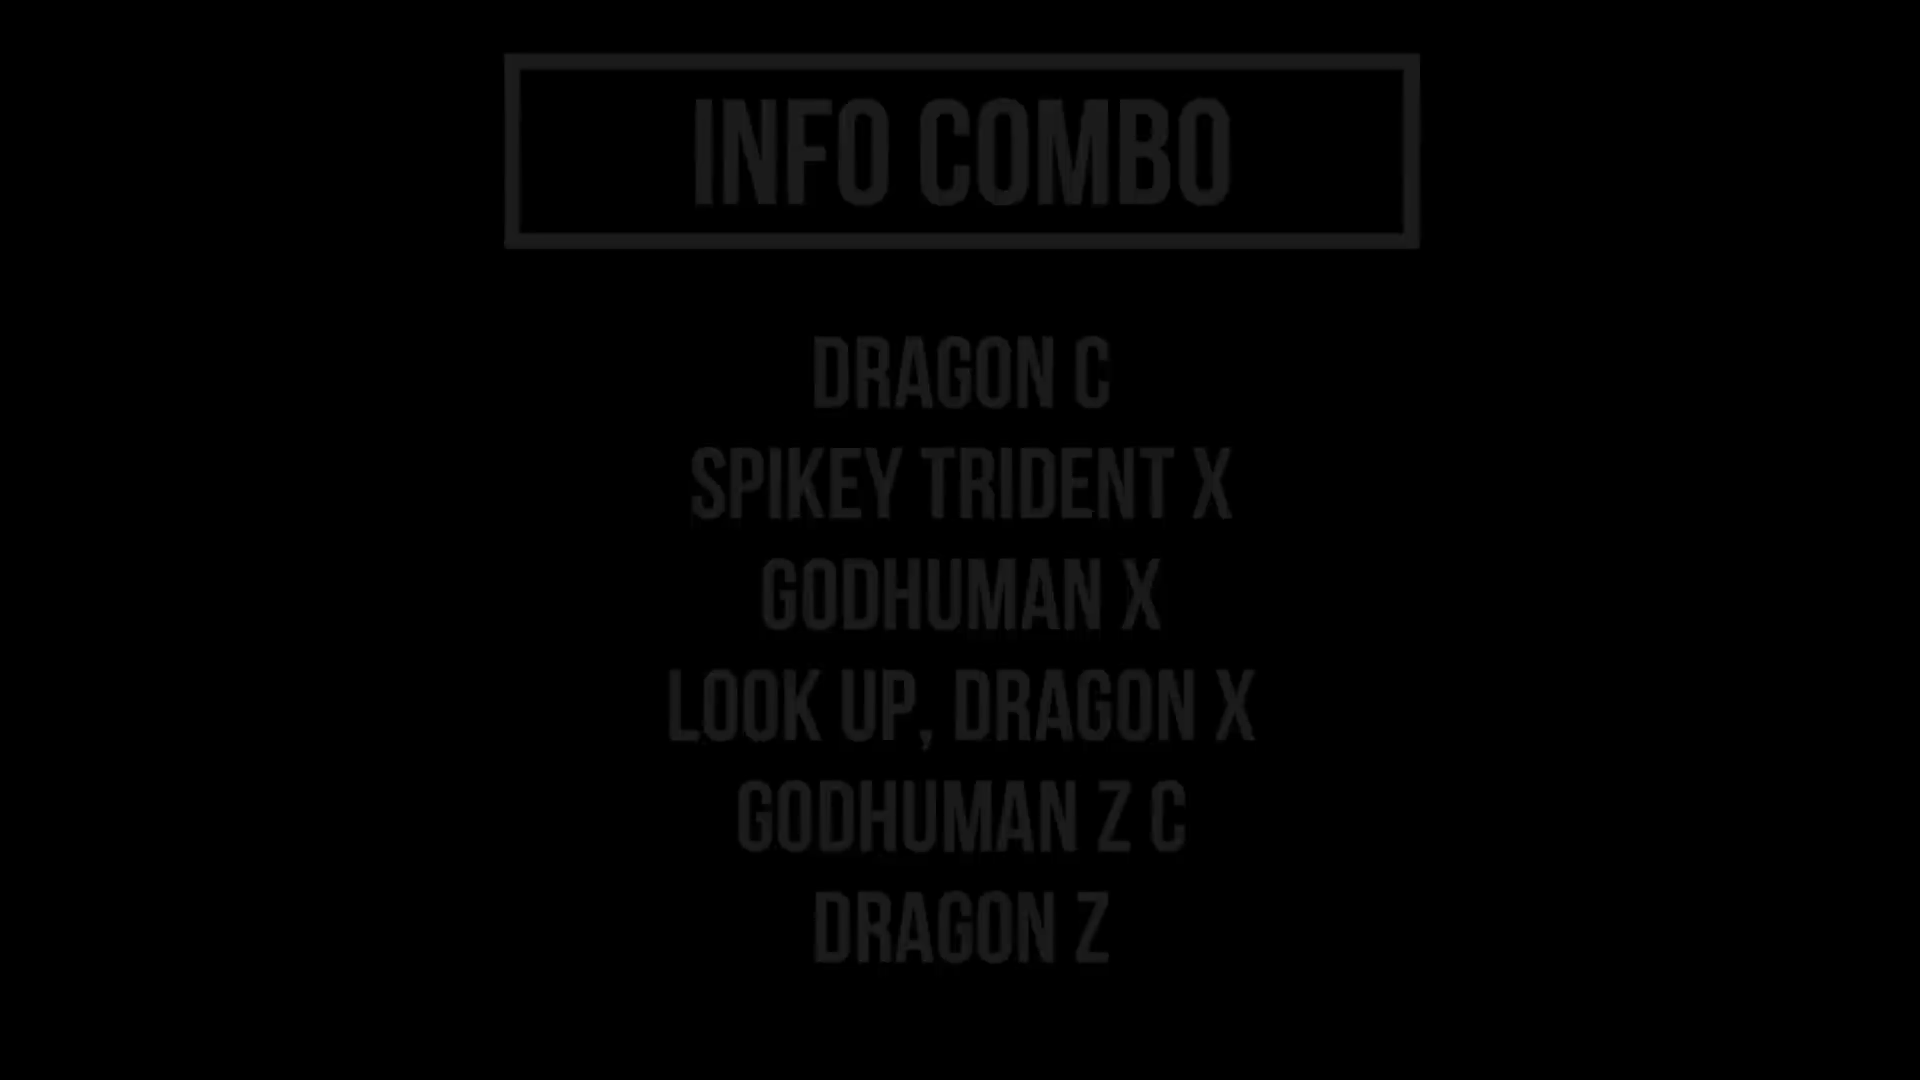 INFO COMBO
DRAGON C
SPIKEY TRIDENT X
GODHUMAN X
LOOK UP, DRAGON X
GODHUMAN Z C
DRAGON Z